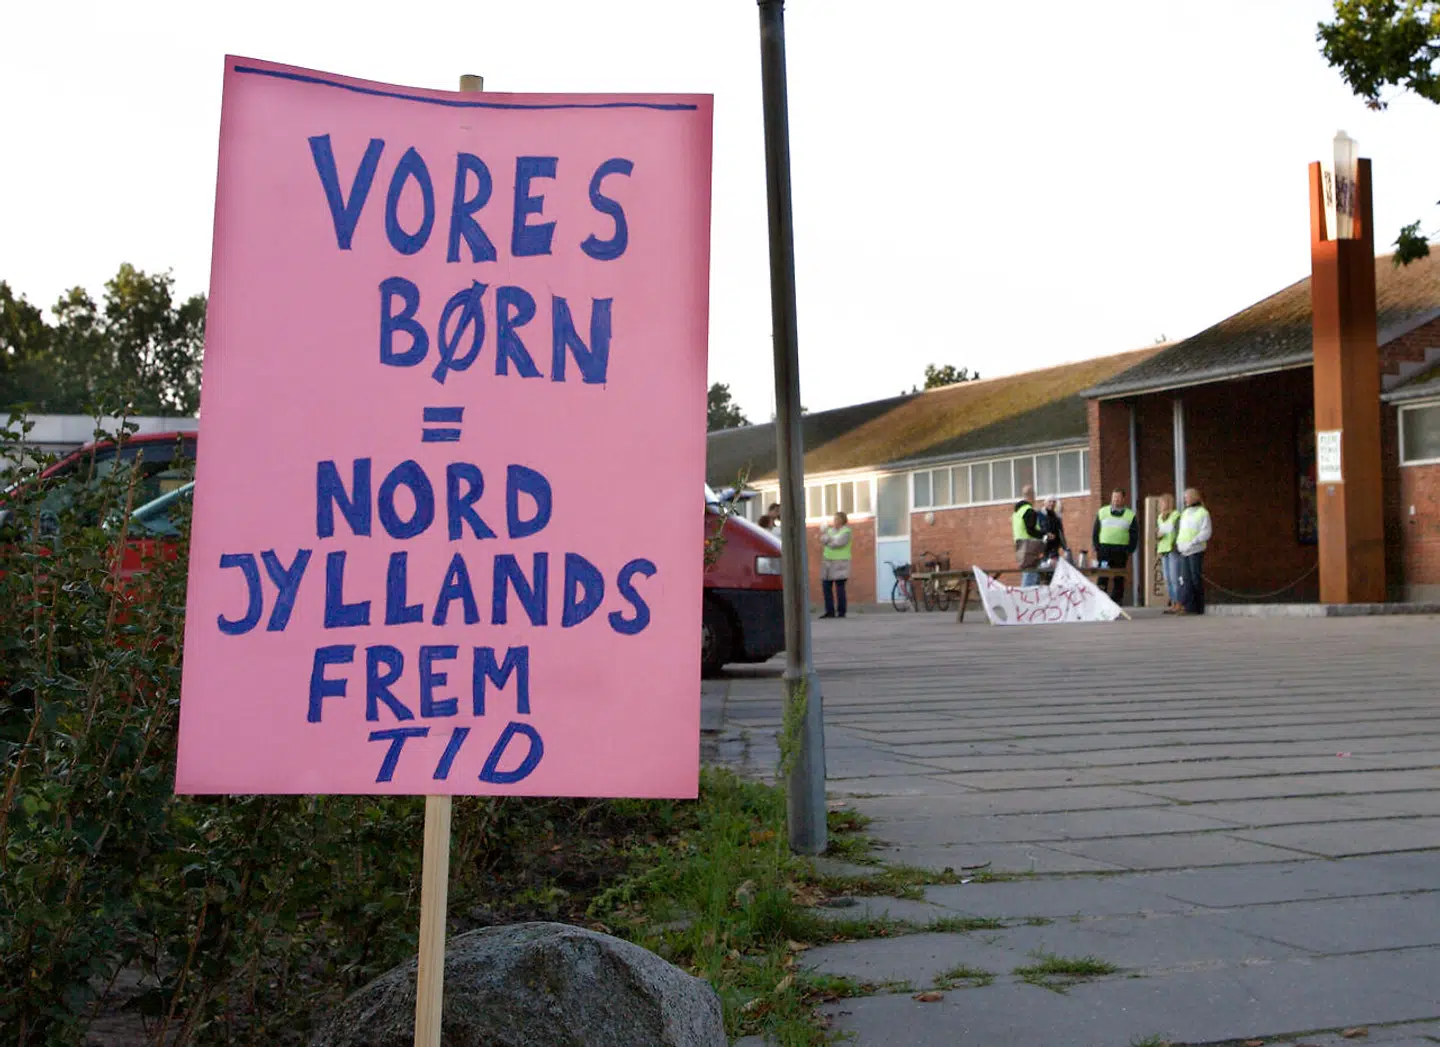 VORES
BØRN
=
NORD
JYLLANDS
FREM
TID